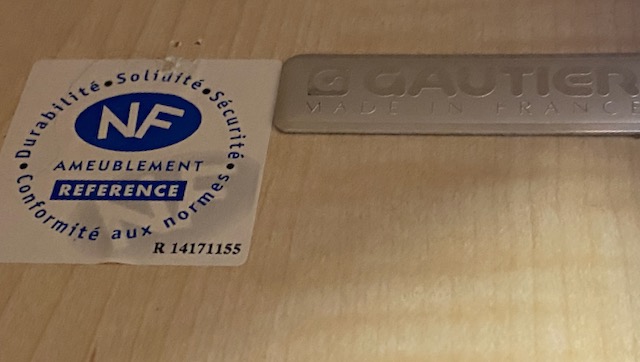 • Durabilité • Solidité • Sécurité •
NF
AMEUBLEMENT
REFERENCE
Conformité aux normes
R 14171155
GAUTIER
MADE IN FRANCE